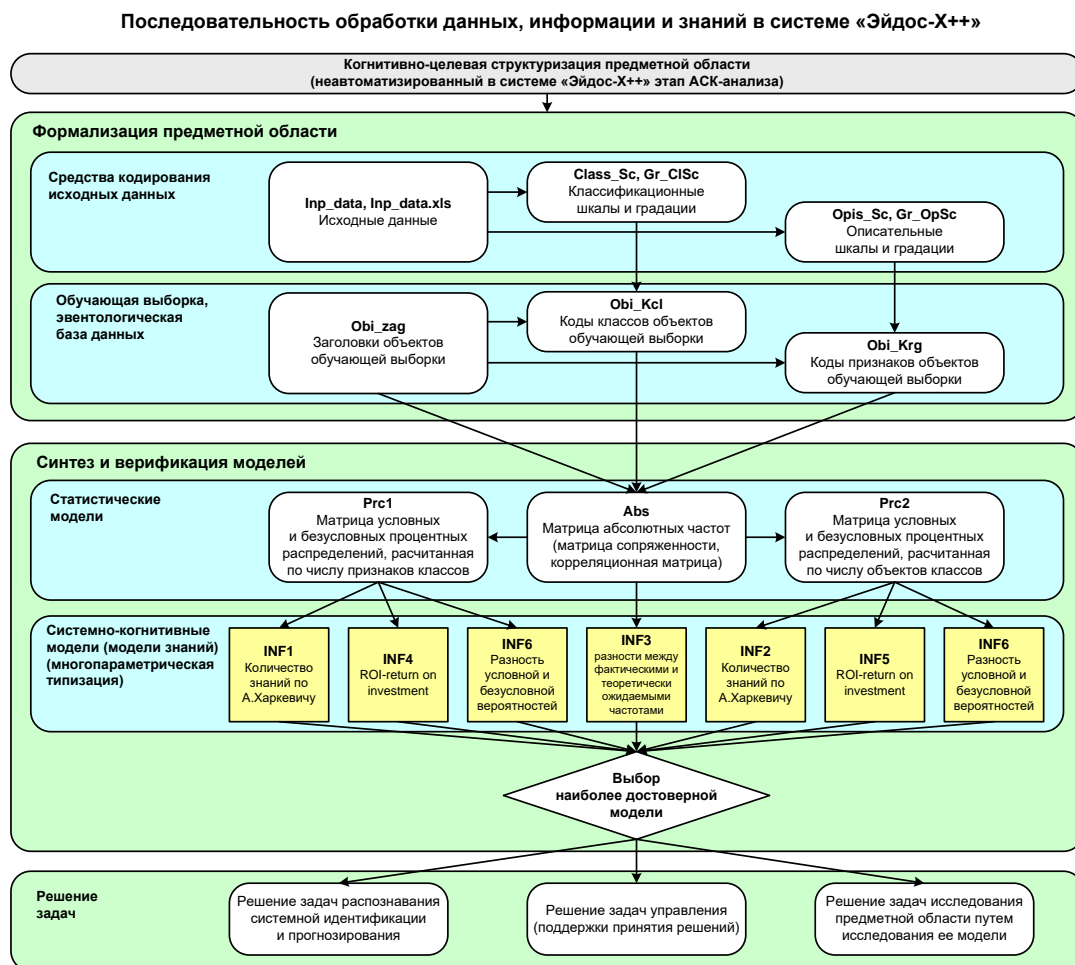 Последовательность обработки данных, информации и знаний в системе «Эйдос-X++»
Когнитивно-целевая структуризация предметной области
(неавтоматизированный в системе «Эйдос-X++» этап АСК-анализа)
Формализация предметной области
Средства кодирования
исходных данных
Inp_data, Inp_data.xls
Исходные данные
Class_Sc, Gr_ClSc
Классификационные
шкалы и градации
Opis_Sc, Gr_OpSc
Описательные
шкалы и градации
Обучающая выборка,
эвентологическая
база данных
Obi_zag
Заголовки объектов
обучающей выборки
Obi_Kcl
Коды классов объектов
обучающей выборки
Obi_Krg
Коды признаков объектов
обучающей выборки
Синтез и верификация моделей
Статистические
модели
Prc1
Матрица условных
и безусловных процентных
распределений, расчитанная
по числу признаков классов
Abs
Матрица абсолютных частот
(матрица сопряженности,
корреляционная матрица)
Prc2
Матрица условных
и безусловных процентных
распределений, расчитанная
по числу объектов классов
Системно-когнитивные
модели (модели знаний)
(многопараметрическая
типизация)
INF1
Количество
знаний по
А.Харкевичу
INF4
ROI-return on
investment
INF6
Разность
условной и
безусловной
вероятностей
INF3
разности между
фактическими и
теоретически
ожидаемыми
частотами
INF2
Количество
знаний по
А.Харкевичу
INF5
ROI-return on
investment
INF6
Разность
условной и
безусловной
вероятностей
Выбор
наиболее достоверной
модели
Решение
задач
Решение задач распознавания
системной идентификации
и прогнозирования
Решение задач управления
(поддержки принятия решений)
Решение задач исследования
предметной области путем
исследования ее модели